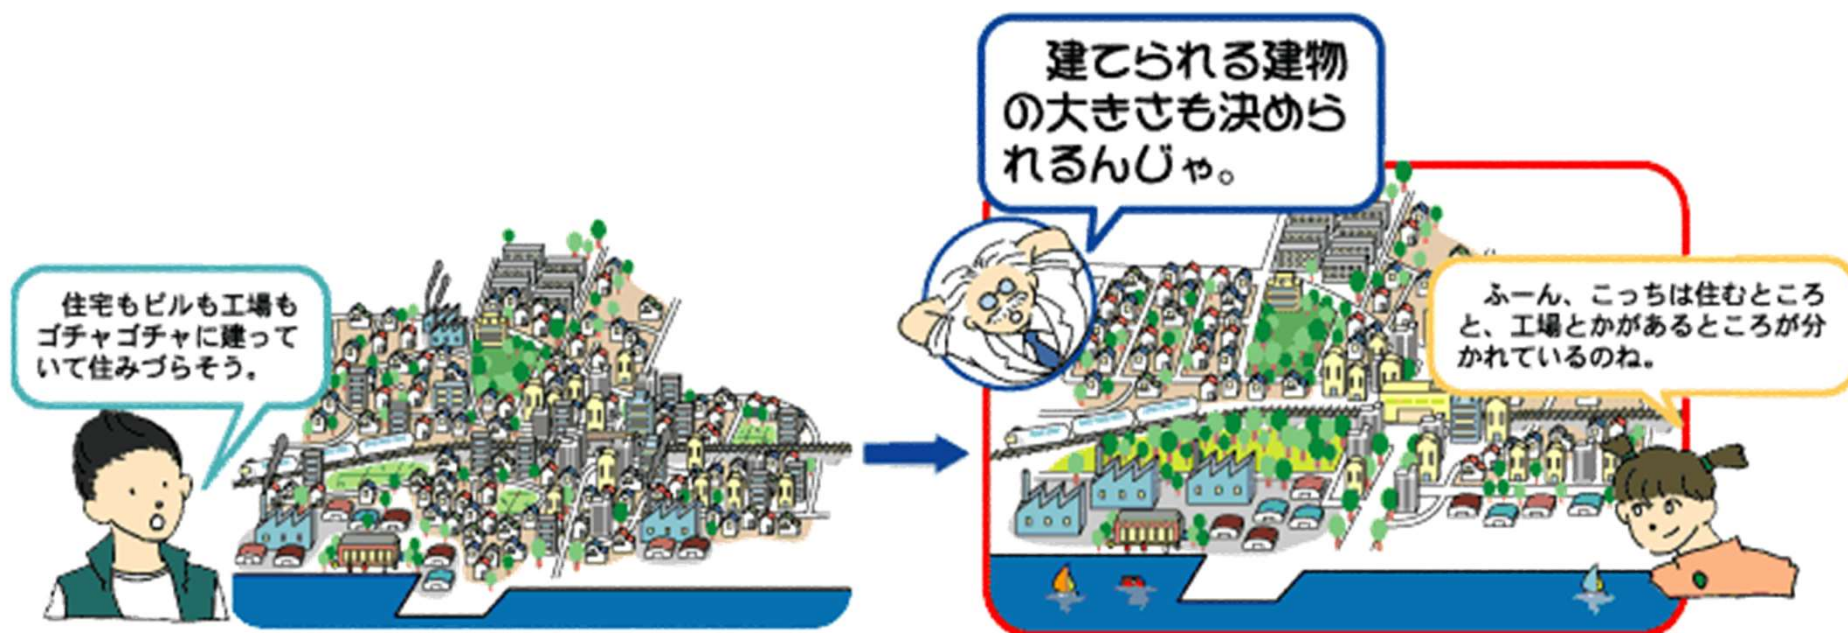 住宅もビルも工場も
ゴチャゴチャに建って
いて住みづらそう。
建てられる建物
の大きさも決めら
れるんじゃ。
ふーん、こっちは住むところ
と、工場とかがあるところが分
かれているのね。